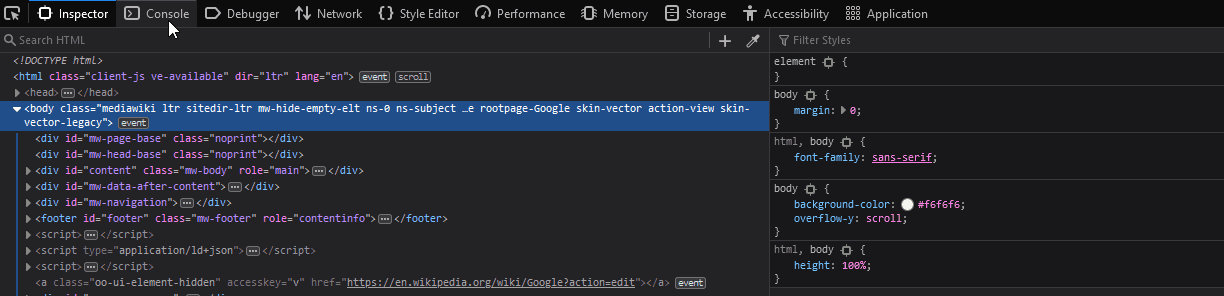 Inspector Console Debugger Network Style Editor Performance Memory Storage Accessibility Application
Search HTML
Filter Styles
<!DOCTYPE html>
<html class="client-js ve-available" dir="ltr" lang="en"> event scroll
<head> ... </head>
<body class="mediawiki ltr sitedir-ltr mw-hide-empty-elt ns-0 ns-subject …e rootpage-Google skin-vector action-view skin-
vector-legacy"> event
<div id="mw-page-base" class="noprint"></div>
<div id="mw-head-base" class="noprint"></div>
<div id="content" class="mw-body" role="main"> ... </div>
<div id="mw-data-after-content"> ... </div>
<div id="mw-navigation"> ... </div>
<footer id="footer" class="mw-footer" role="contentinfo"> ... </footer>
<script> ... </script>
<script type="application/ld+json"> ... </script>
<script> ... </script>
<a class="oo-ui-element-hidden" accesskey="v" href="https://en.wikipedia.org/wiki/Google?action=edit"></a> event
element {
}
body {
margin: 0;
}
html, body {
font-family: sans-serif;
}
body {
background-color: #f6f6f6;
overflow-y: scroll;
}
html, body {
height: 100%;
}